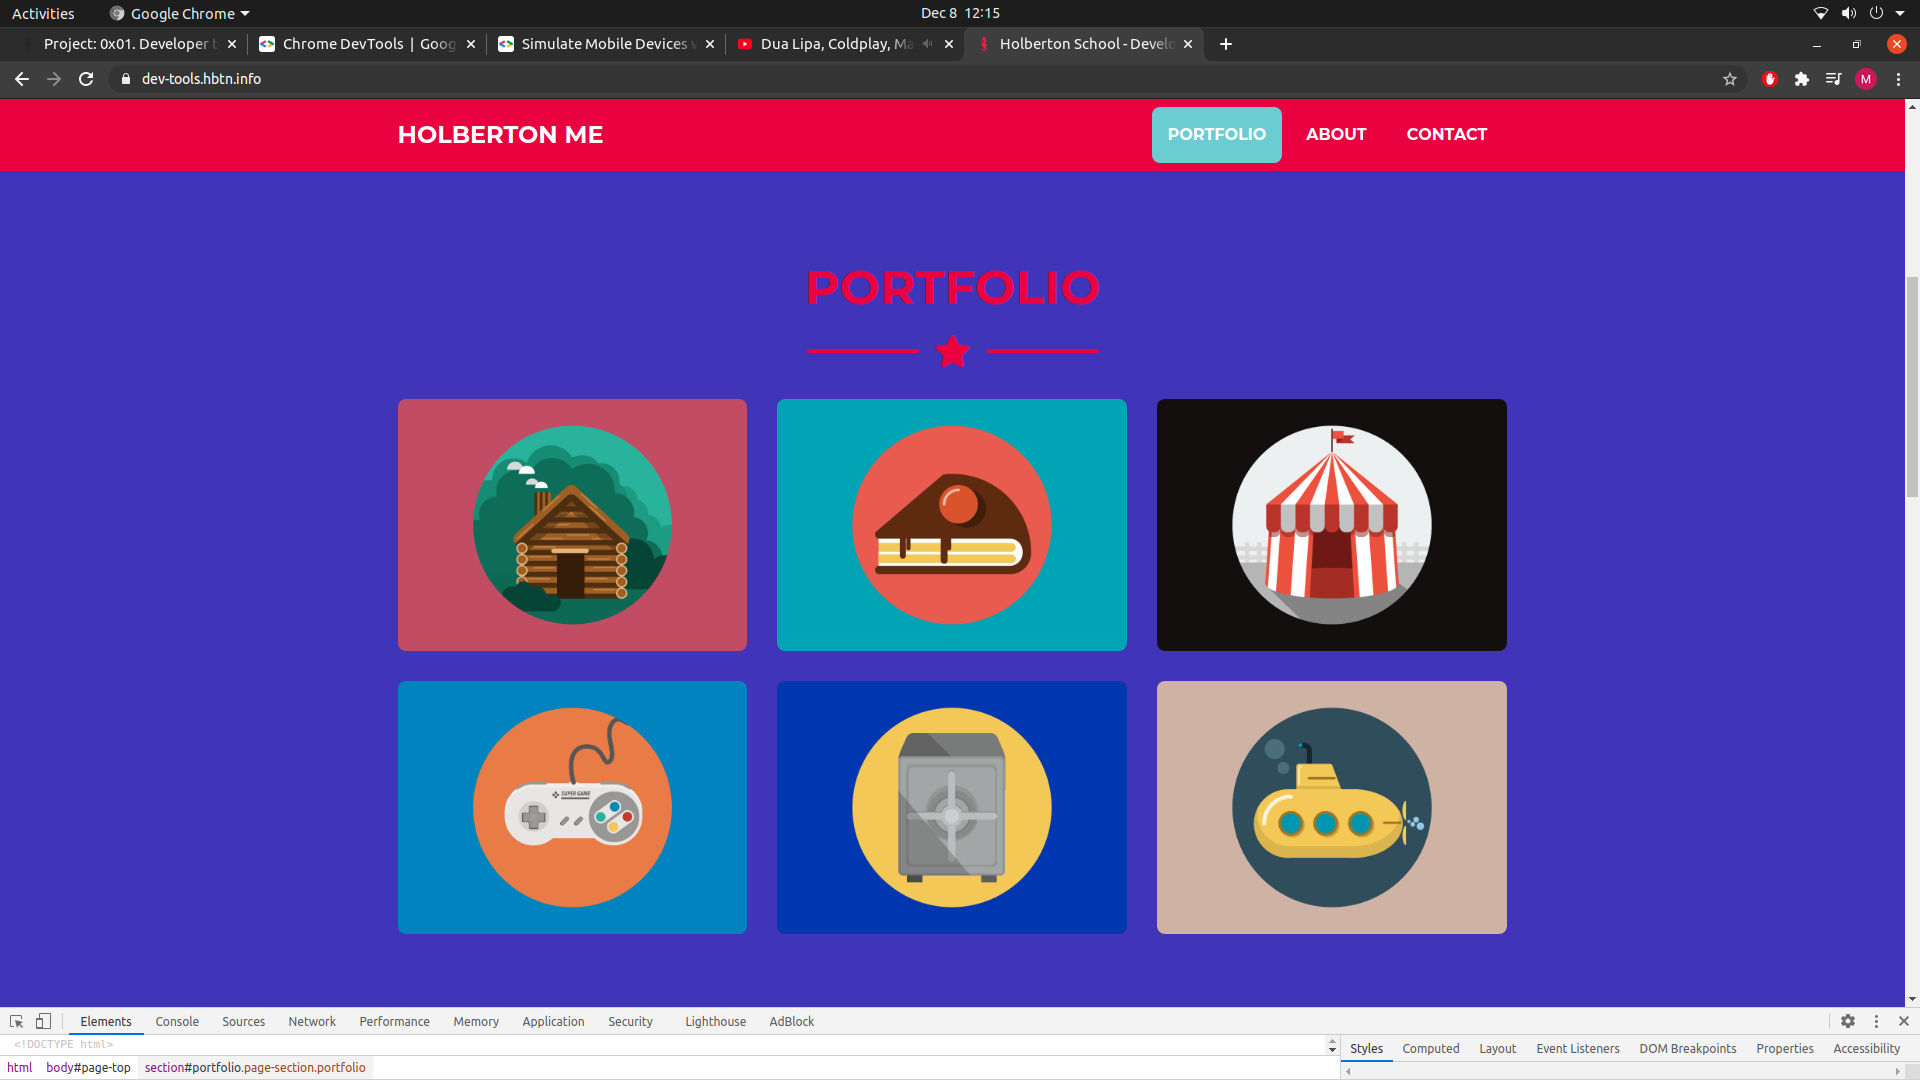 Activities Google Chrome Dec 8 12:15
Project: 0x01. Developer t Chrome DevTools | Goog Simulate Mobile Devices Dua Lipa, Coldplay, Ma Holberton School - Develo
dev-tools.hbtn.info M
HOLBERTON ME PORTFOLIO ABOUT CONTACT
PORTFOLIO
SUPER GAME
Elements Console Sources Network Performance Memory Application Security Lighthouse AdBlock
<!DOCTYPE html>
Styles Computed Layout Event Listeners DOM Breakpoints Properties Accessibility
html body#page-top section#portfolio.page-section.portfolio